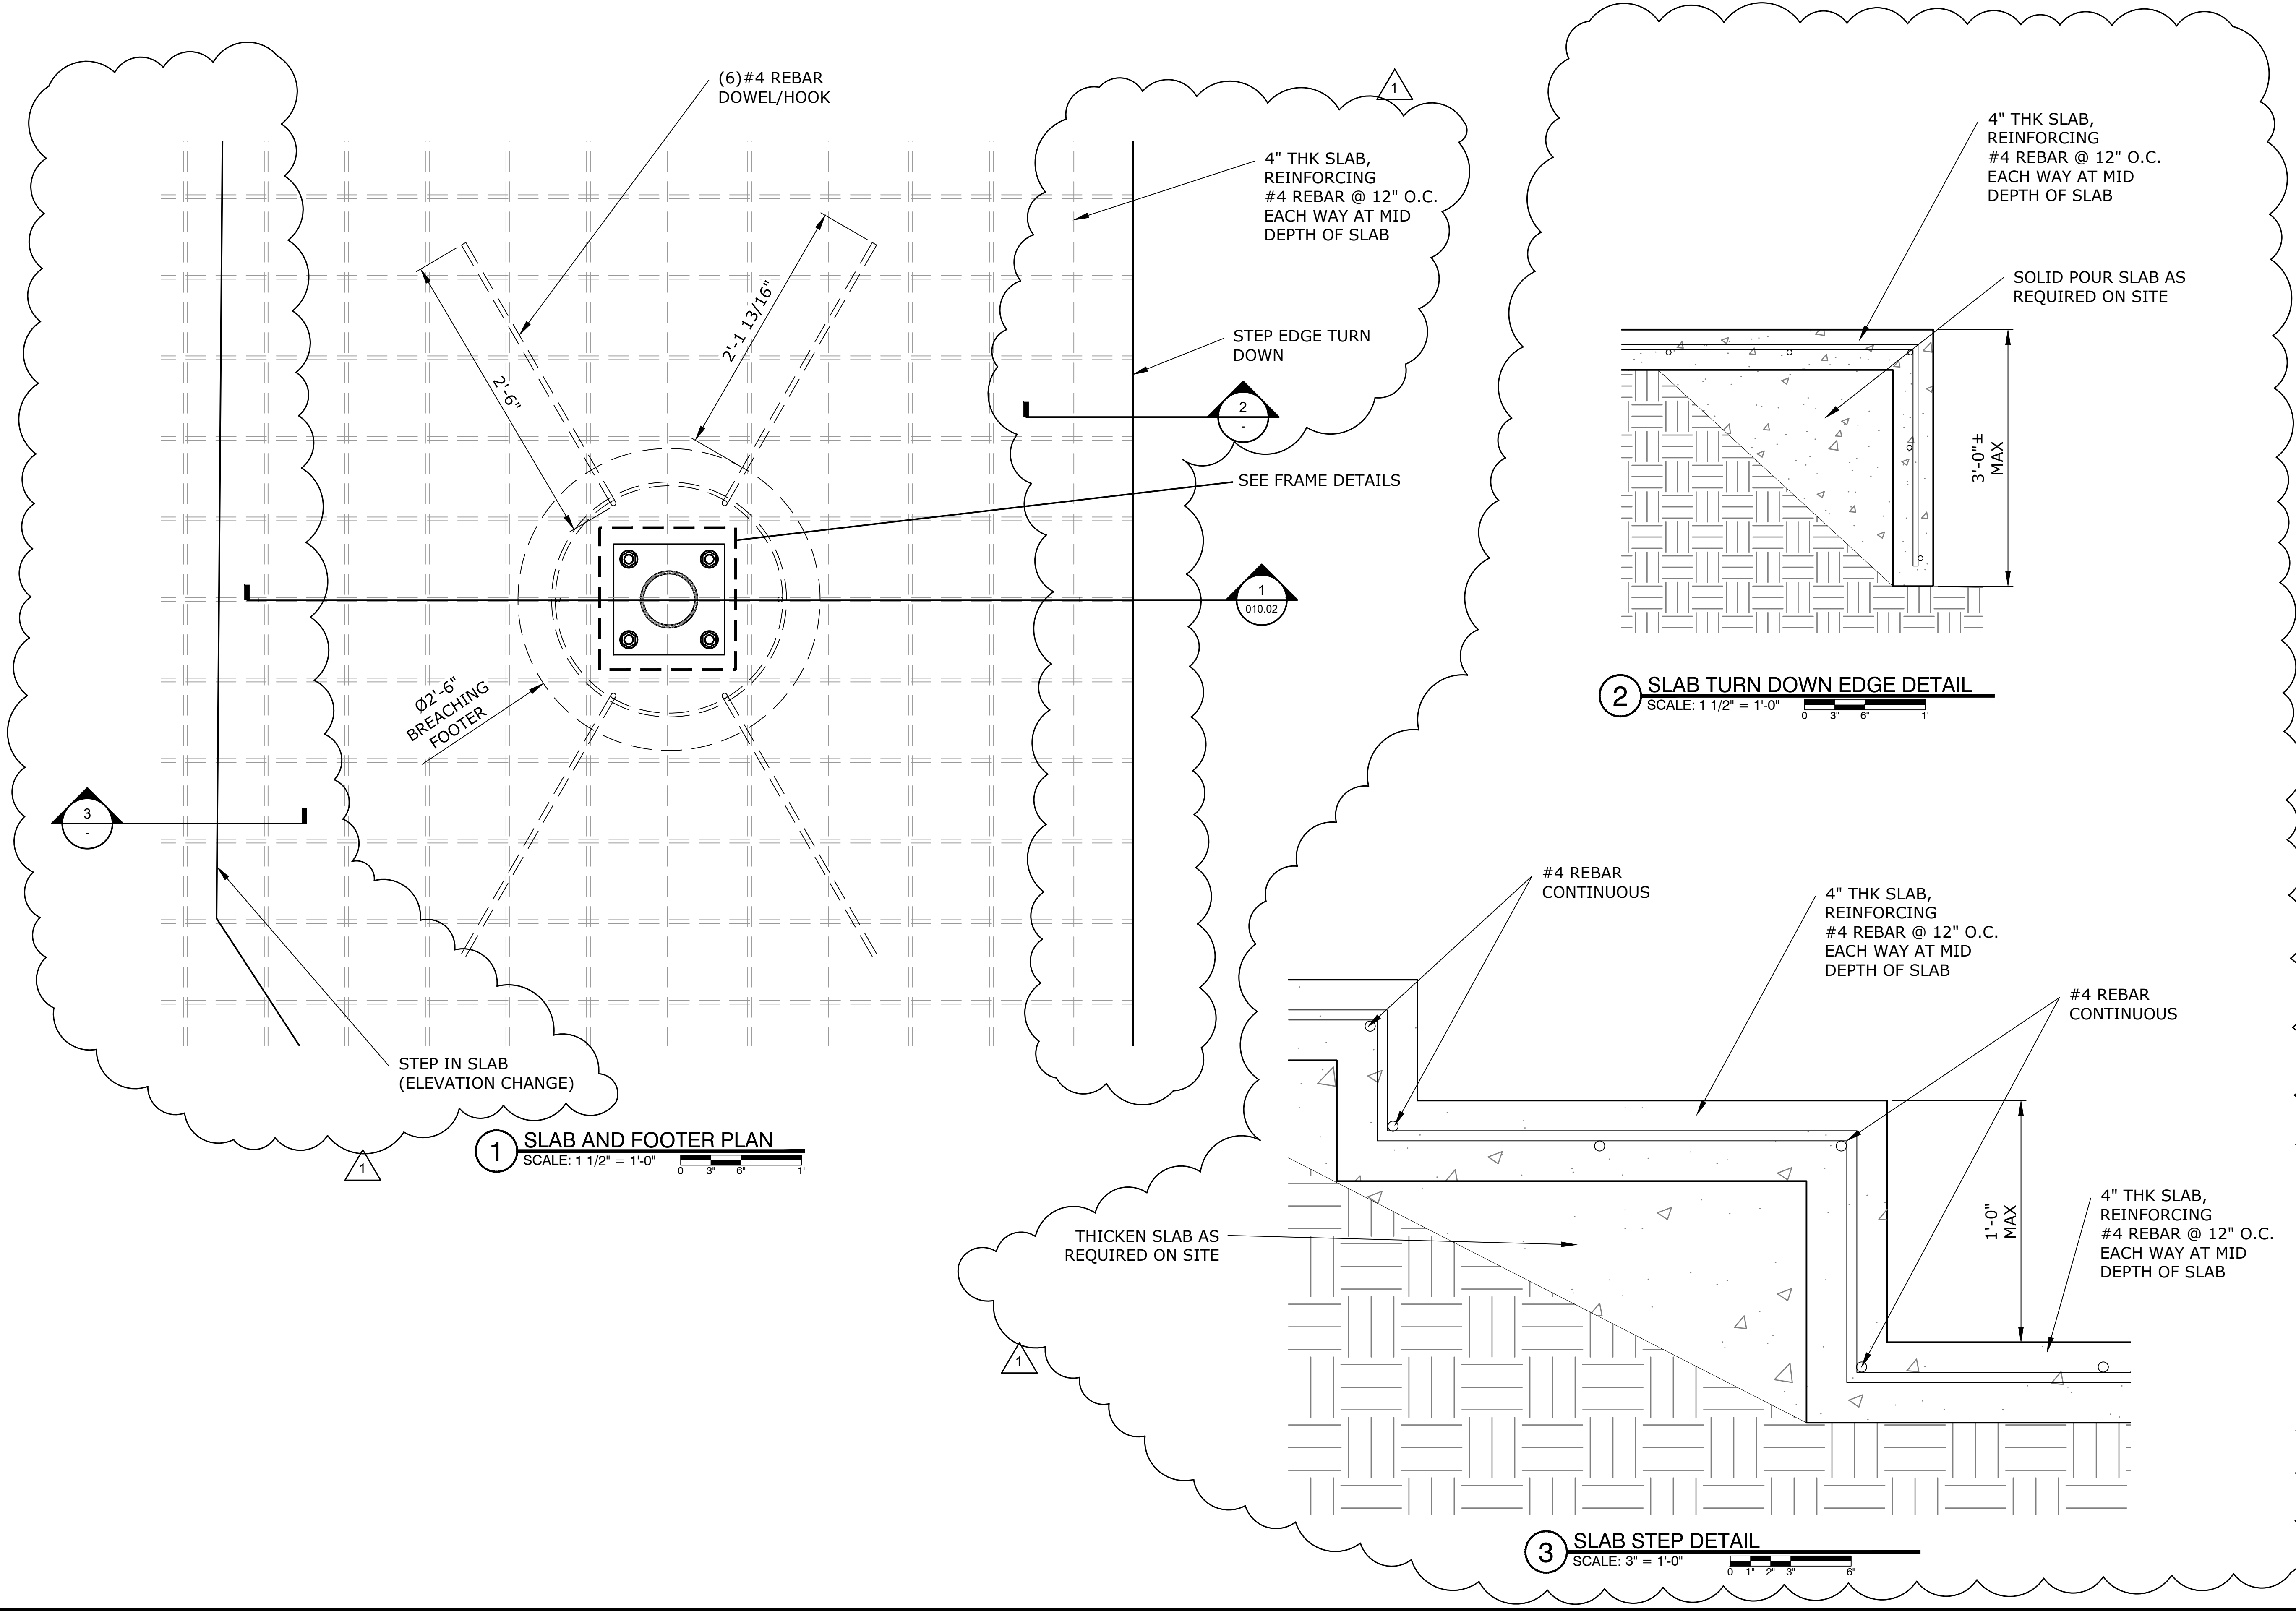 (6)#4 REBAR
DOWEL/HOOK
1
4" THK SLAB,
REINFORCING
#4 REBAR @ 12" O.C.
EACH WAY AT MID
DEPTH OF SLAB
2'-1 13/16"
2'-6"
STEP EDGE TURN
DOWN
2
-
SEE FRAME DETAILS
1
010.02
Ø2'-6"
BREACHING
FOOTER
3
-
STEP IN SLAB
(ELEVATION CHANGE)
1
1
SLAB AND FOOTER PLAN
SCALE: 1 1/2" = 1'-0"
0 3" 6" 1'
4" THK SLAB,
REINFORCING
#4 REBAR @ 12" O.C.
EACH WAY AT MID
DEPTH OF SLAB
SOLID POUR SLAB AS
REQUIRED ON SITE
3'-0"±
MAX
2
SLAB TURN DOWN EDGE DETAIL
SCALE: 1 1/2" = 1'-0"
0 3" 6" 1'
#4 REBAR
CONTINUOUS
4" THK SLAB,
REINFORCING
#4 REBAR @ 12" O.C.
EACH WAY AT MID
DEPTH OF SLAB
#4 REBAR
CONTINUOUS
1'-0"
MAX
4" THK SLAB,
REINFORCING
#4 REBAR @ 12" O.C.
EACH WAY AT MID
DEPTH OF SLAB
THICKEN SLAB AS
REQUIRED ON SITE
1
3
SLAB STEP DETAIL
SCALE: 3" = 1'-0"
0 1" 2" 3" 6"